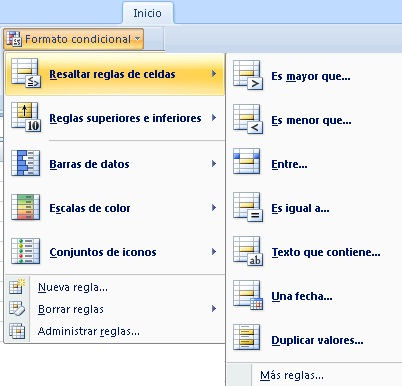 Inicio
Formato condicional
Resaltar reglas de celdas
Reglas superiores e inferiores
10
Barras de datos
Escalas de color
Conjuntos de iconos
Nueva regla...
Borrar reglas
Administrar reglas...
Es mayor que...
Es menor que...
Entre...
Es igual a...
Texto que contiene...
ab
Una fecha...
Duplicar valores...
Más reglas...